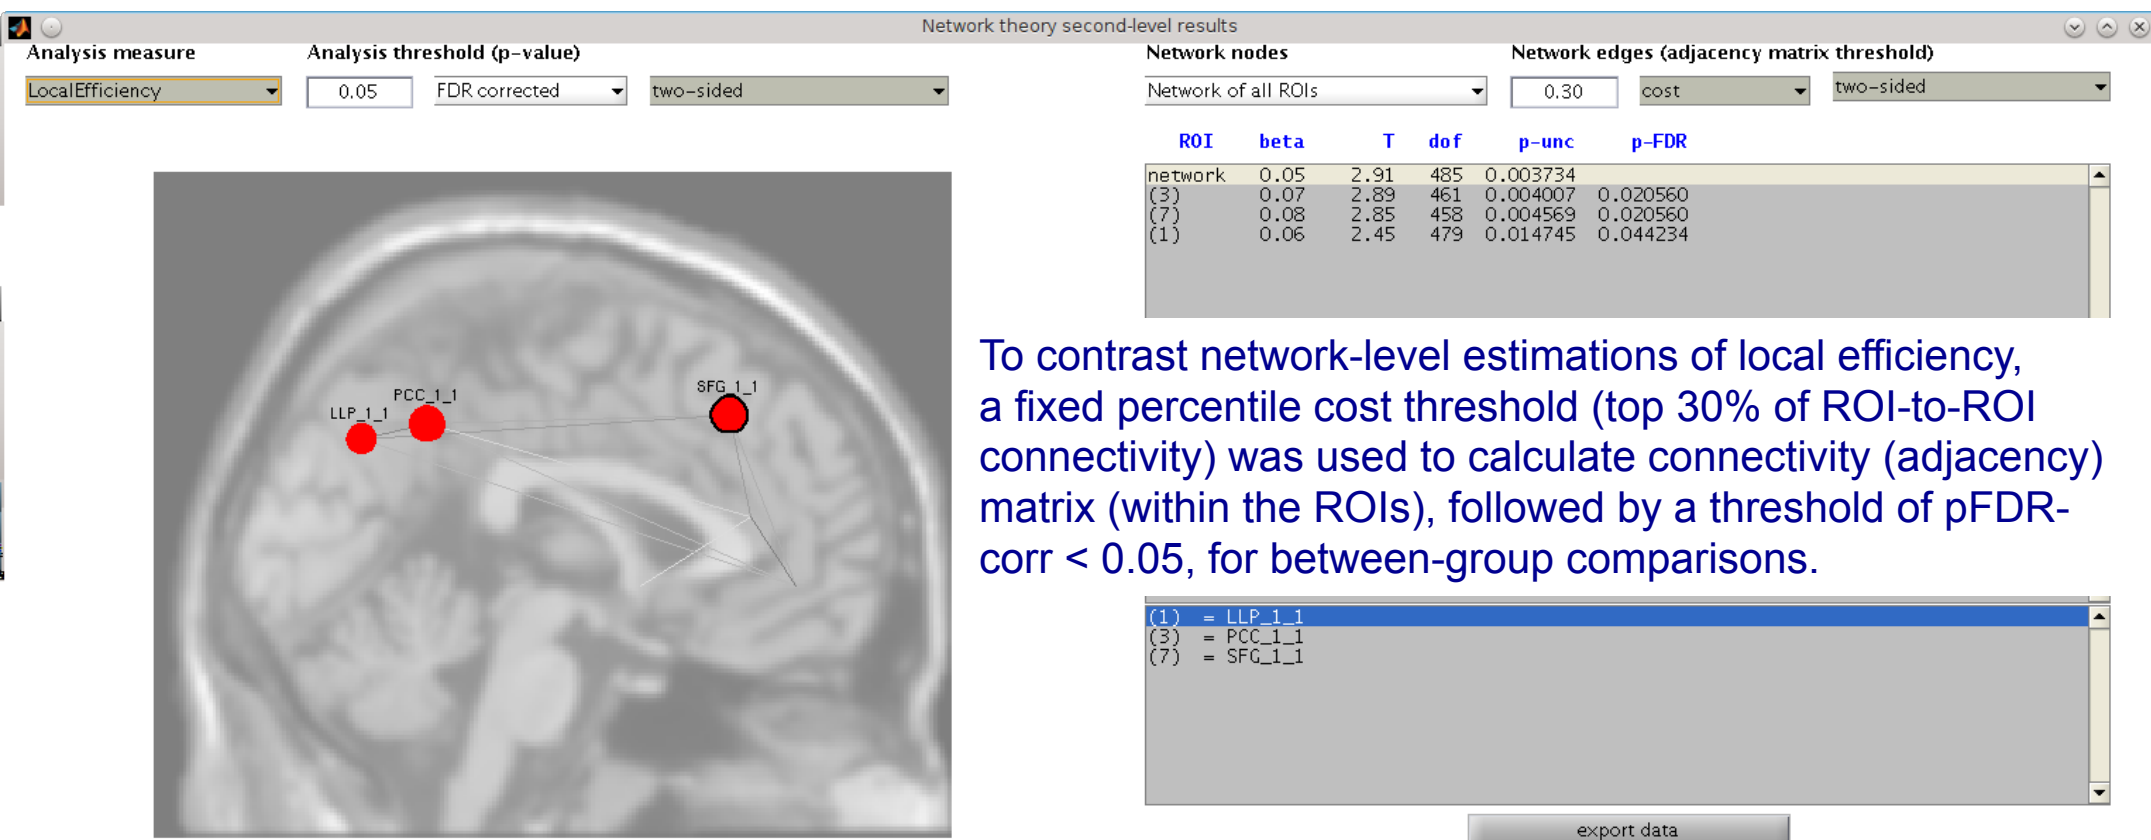 Network theory second-level results
Analysis measure
Analysis threshold (p-value)
Network nodes
Network edges (adjacency matrix threshold)
LocalEfficiency
0.05
FDR corrected
two-sided
Network of all ROIs
0.30
cost
two-sided
ROI beta T dof p-unc p-FDR
network 0.05 2.91 485 0.003734
(3) 0.07 2.89 461 0.004007 0.020560
(7) 0.08 2.85 458 0.004569 0.020560
(1) 0.06 2.45 479 0.014745 0.044234
LLP_1_1
PCC_1_1
SFG_1_1
To contrast network-level estimations of local efficiency,
a fixed percentile cost threshold (top 30% of ROI-to-ROI
connectivity) was used to calculate connectivity (adjacency)
matrix (within the ROIs), followed by a threshold of pFDR-
corr < 0.05, for between-group comparisons.
(1) = LLP_1_1
(3) = PCC_1_1
(7) = SFG_1_1
export data